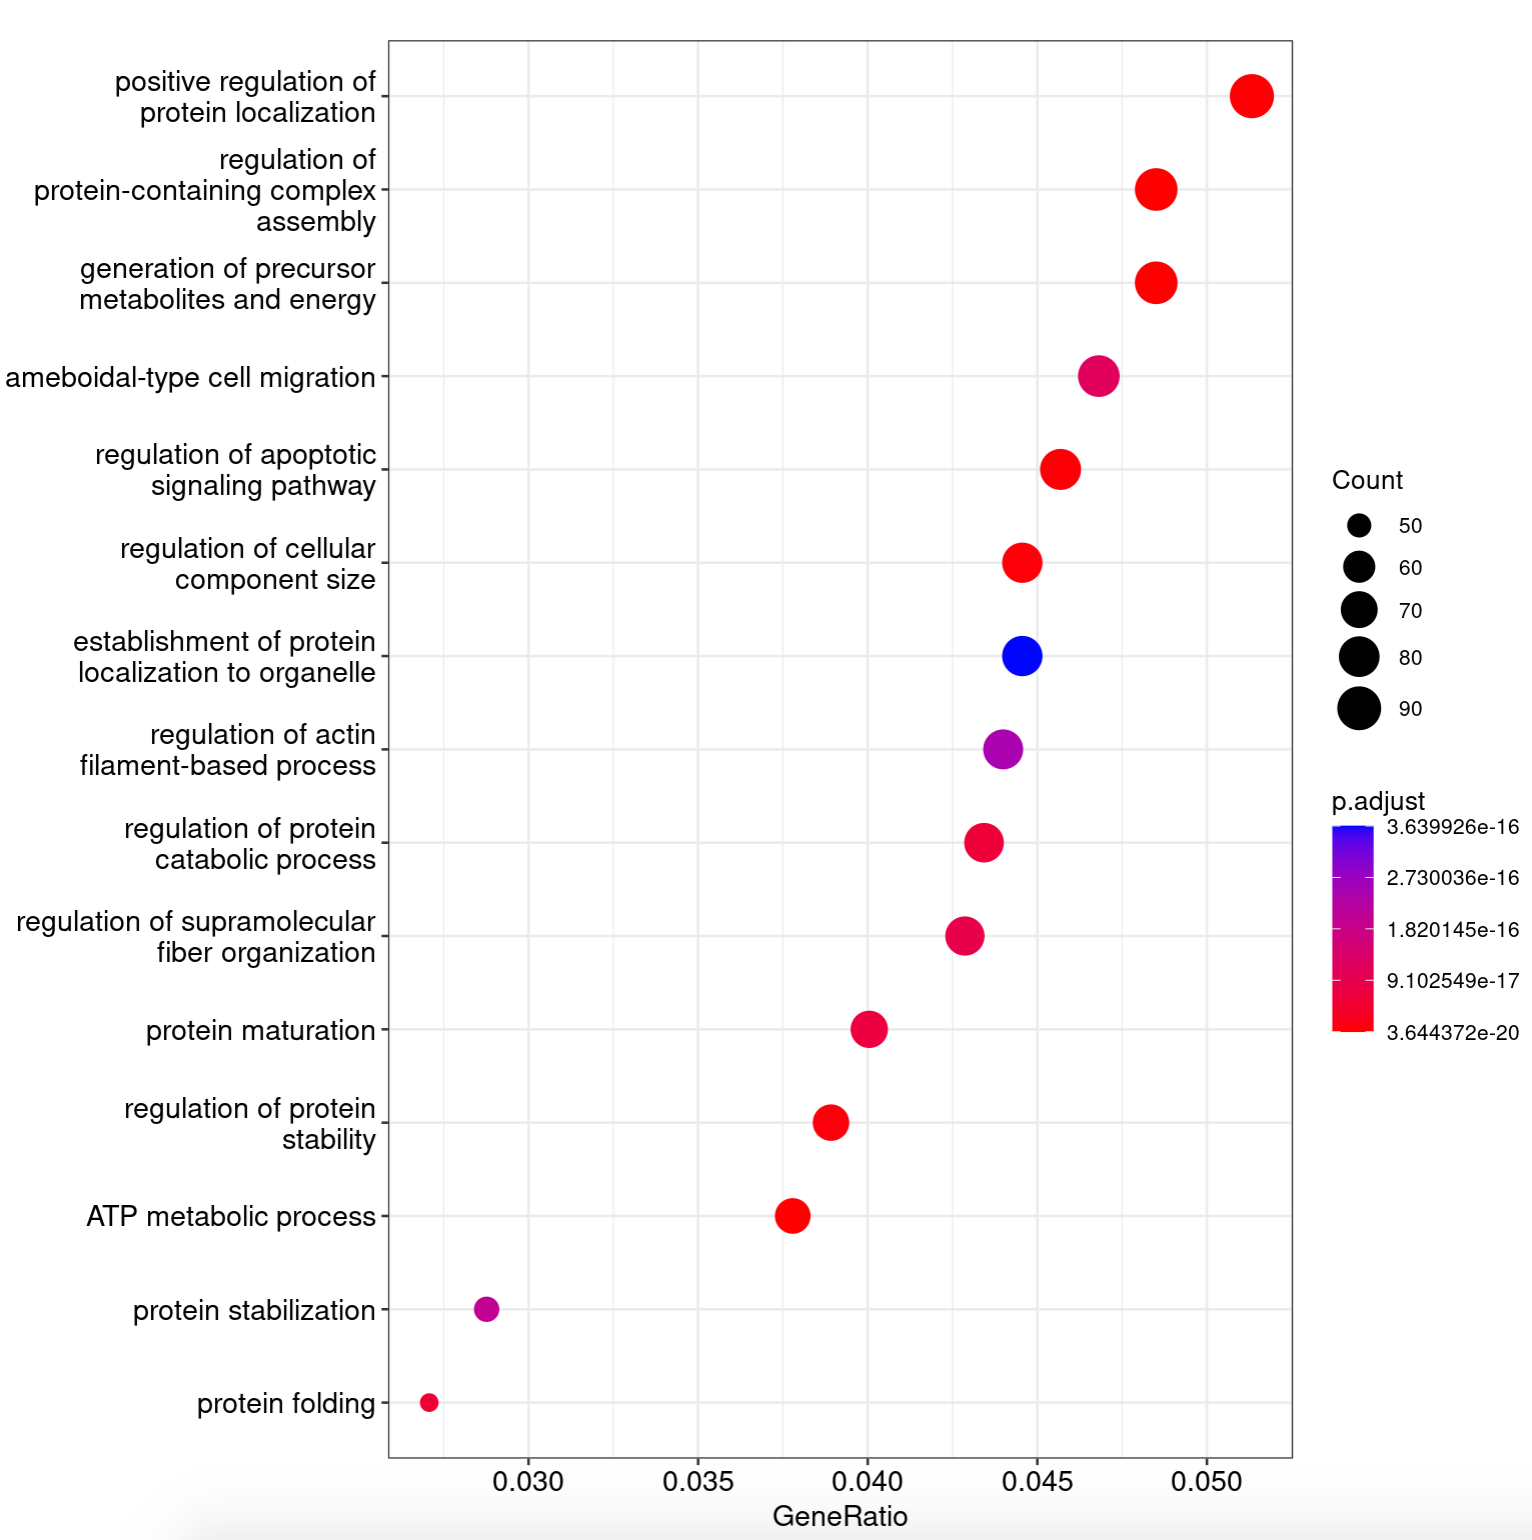 positive regulation of
protein localization
regulation of
protein-containing complex
assembly
generation of precursor
metabolites and energy
ameboidal-type cell migration
regulation of apoptotic
signaling pathway
regulation of cellular
component size
establishment of protein
localization to organelle
regulation of actin
filament-based process
regulation of protein
catabolic process
regulation of supramolecular
fiber organization
protein maturation
regulation of protein
stability
ATP metabolic process
protein stabilization
protein folding
0.030
0.035
0.040
0.045
0.050
GeneRatio
Count
50
60
70
80
90
p.adjust
3.639926e-16
2.730036e-16
1.820145e-16
9.102549e-17
3.644372e-20